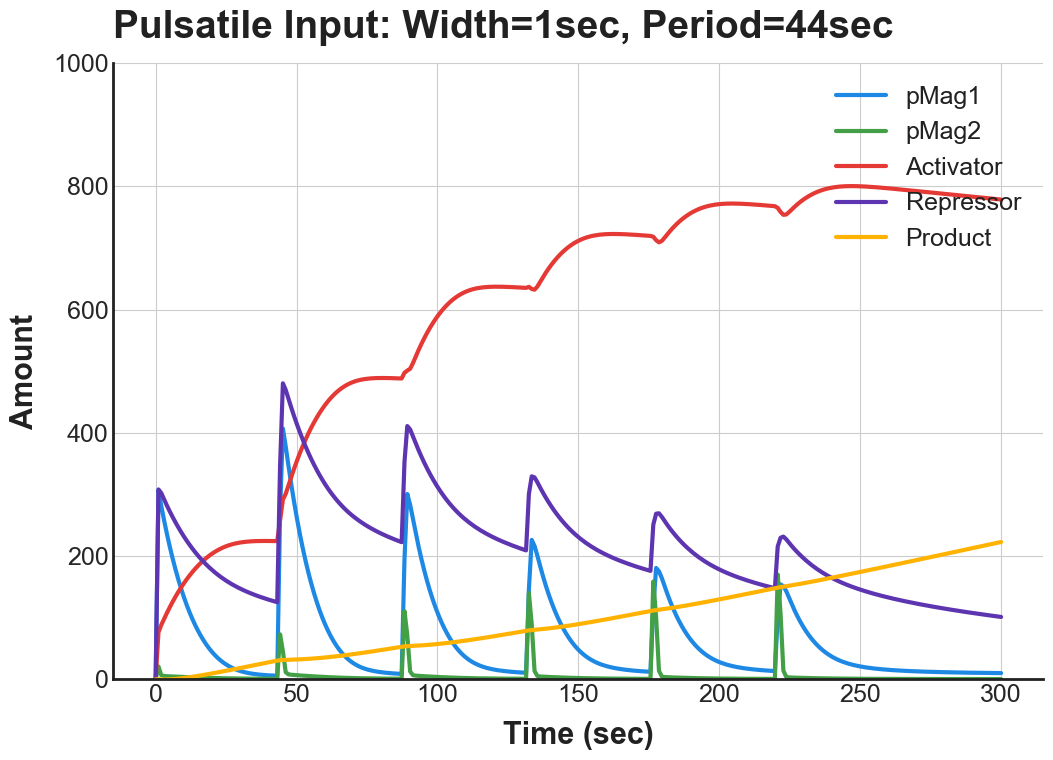 Pulsatile Input: Width=1sec, Period=44sec
1000
800
600
400
200
0
Amount
pMag1
pMag2
Activator
Repressor
Product
0 50 100 150 200 250 300
Time (sec)